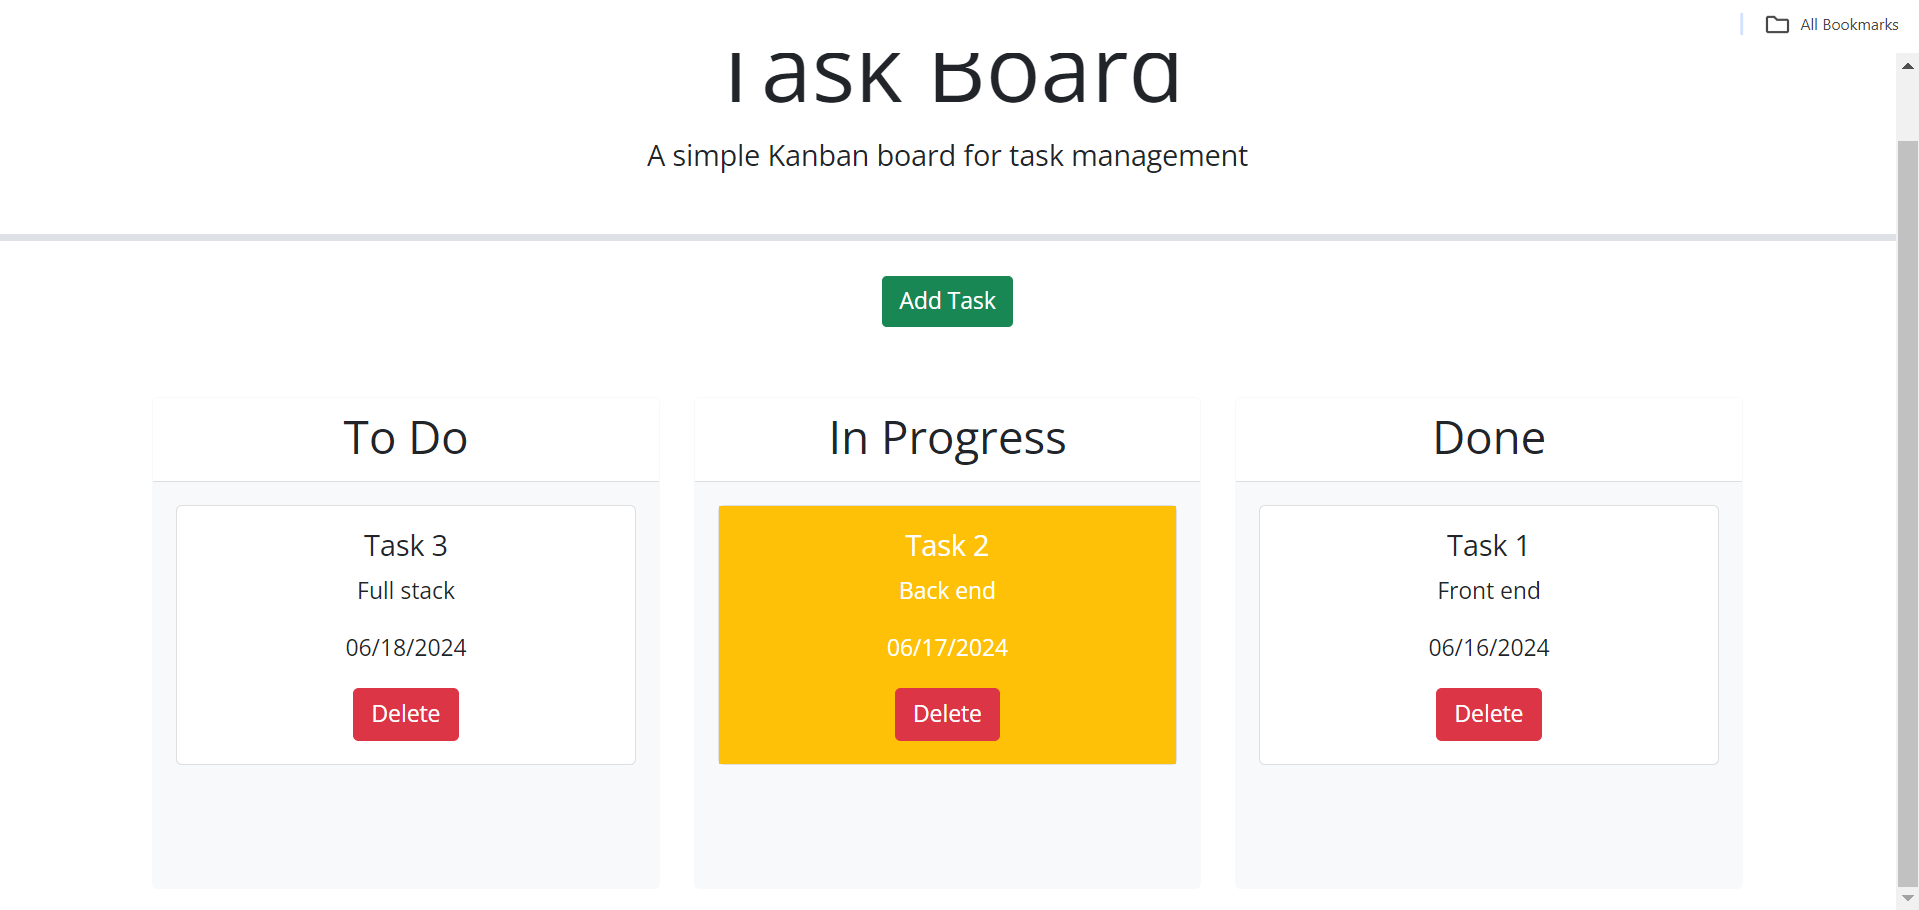 All Bookmarks
Task Board
A simple Kanban board for task management
Add Task
To Do
Task 3
Full stack
06/18/2024
Delete
In Progress
Task 2
Back end
06/17/2024
Delete
Done
Task 1
Front end
06/16/2024
Delete